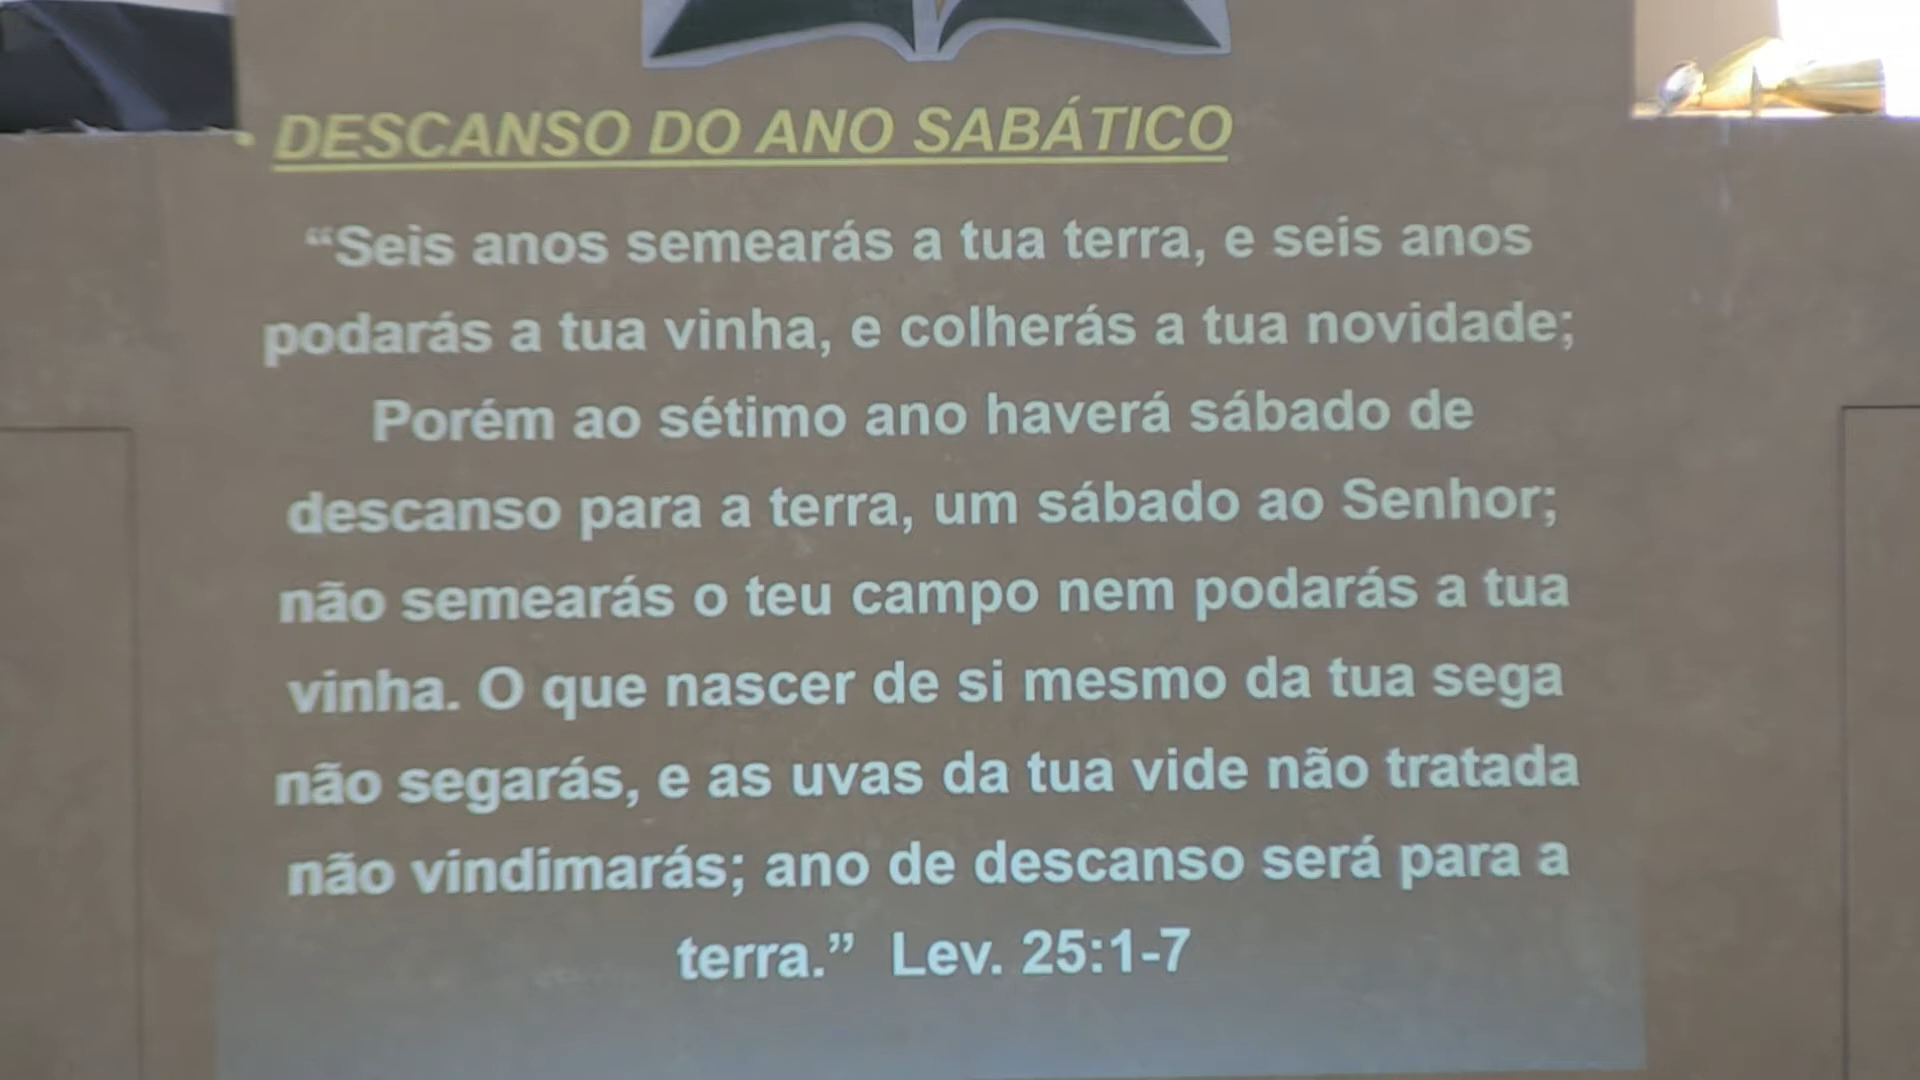 • DESCANSO DO ANO SABÁTICO
“Seis anos semearás a tua terra, e seis anos
podarás a tua vinha, e colherás a tua novidade;
Porém ao sétimo ano haverá sábado de
descanso para a terra, um sábado ao Senhor;
não semearás o teu campo nem podarás a tua
vinha. O que nascer de si mesmo da tua sega
não segarás, e as uvas da tua vide não tratada
não vindimarás; ano de descanso será para a
terra.” Lev. 25:1-7